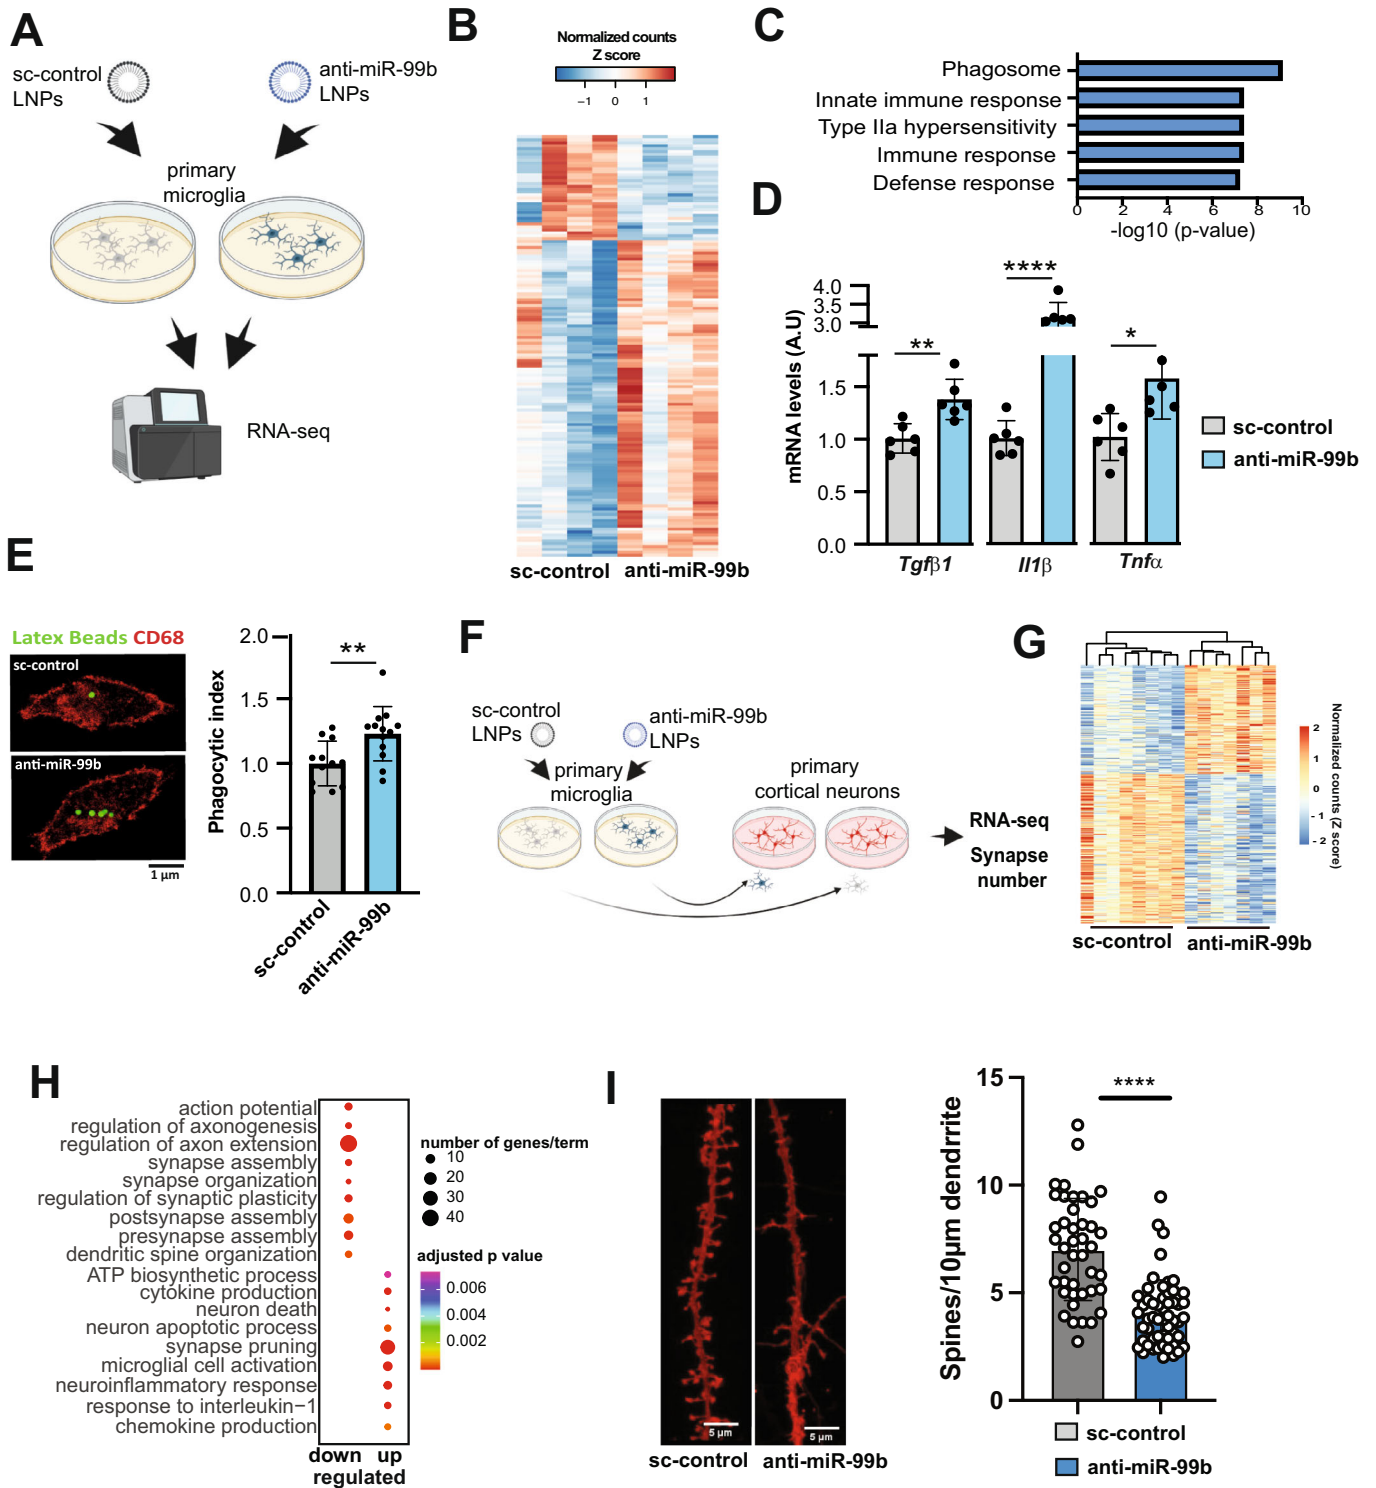 A
sc-control
LNPs
anti-miR-99b
LNPs
primary
microglia
RNA-seq
B
Normalized counts
Z score
−1 0 1
sc-control anti-miR-99b
C
Phagosome
Innate immune response
Type IIa hypersensitivity
Immune response
Defense response
0 2 4 6 8 10
-log10 (p-value)
D
mRNA levels (A.U)
4.0
3.5
3.0
1.5
1.0
0.5
0.0
**
****
*
Tgfβ1 Il1β Tnfα
sc-control
anti-miR-99b
E
Latex Beads CD68
sc-control
anti-miR-99b
1 µm
Phagocytic index
2.0
1.5
1.0
0.5
0.0
**
sc-control
anti-miR-99b
F
sc-control
LNPs
anti-miR-99b
LNPs
primary
microglia
primary
cortical neurons
RNA-seq
Synapse
number
G
Normalized counts (Z score)
2
1
0
- 1
- 2
sc-control anti-miR-99b
H
action potential
regulation of axonogenesis
regulation of axon extension
synapse assembly
synapse organization
regulation of synaptic plasticity
postsynapse assembly
presynapse assembly
dendritic spine organization
ATP biosynthetic process
cytokine production
neuron death
neuron apoptotic process
synapse pruning
microglial cell activation
neuroinflammatory response
response to interleukin−1
chemokine production
down up
regulated
number of genes/term
10
20
30
40
adjusted p value
0.006
0.004
0.002
I
5 µm
5 µm
sc-control anti-miR-99b
Spines/10µm dendrrite
15
10
5
0
****
sc-control
anti-miR-99b